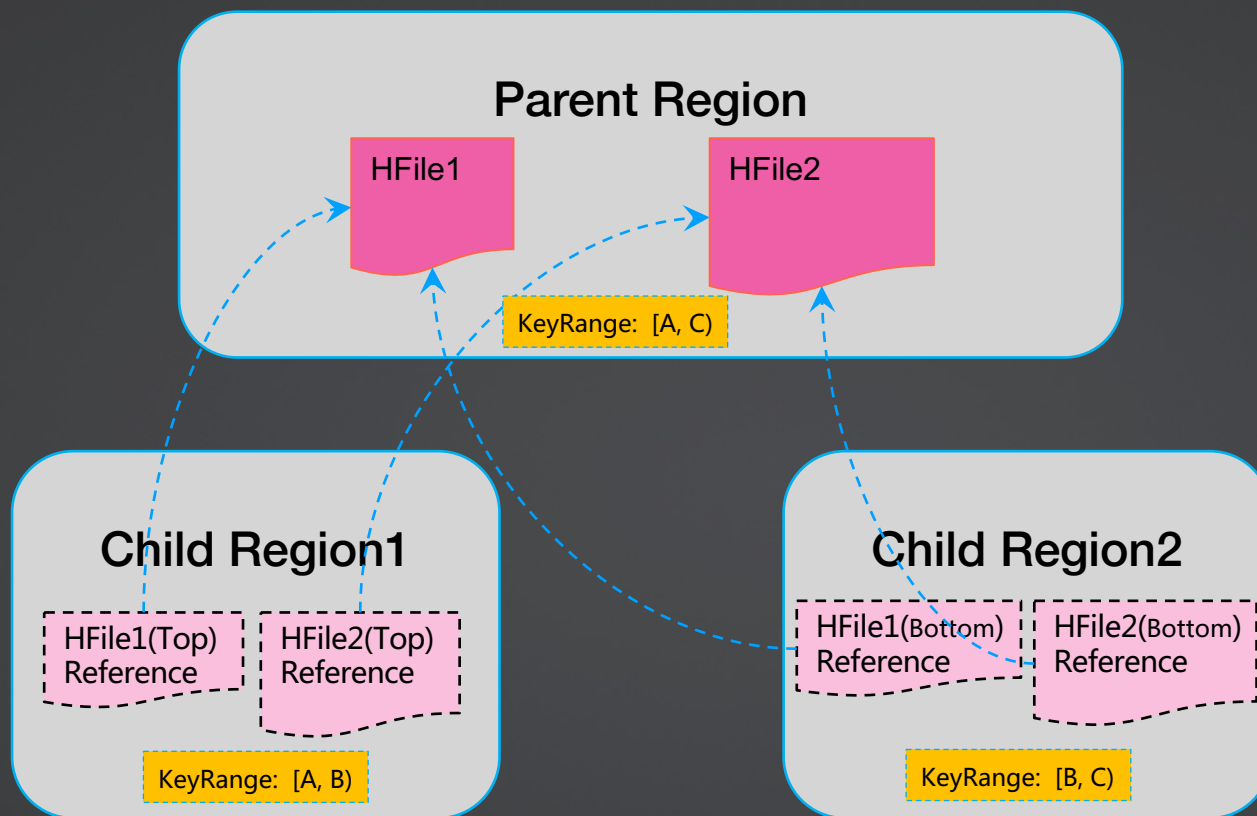 Parent Region
HFile1
HFile2
KeyRange: [A, C)
Child Region1
HFile1(Top)
Reference
HFile2(Top)
Reference
KeyRange: [A, B)
Child Region2
HFile1(Bottom)
Reference
HFile2(Bottom)
Reference
KeyRange: [B, C)